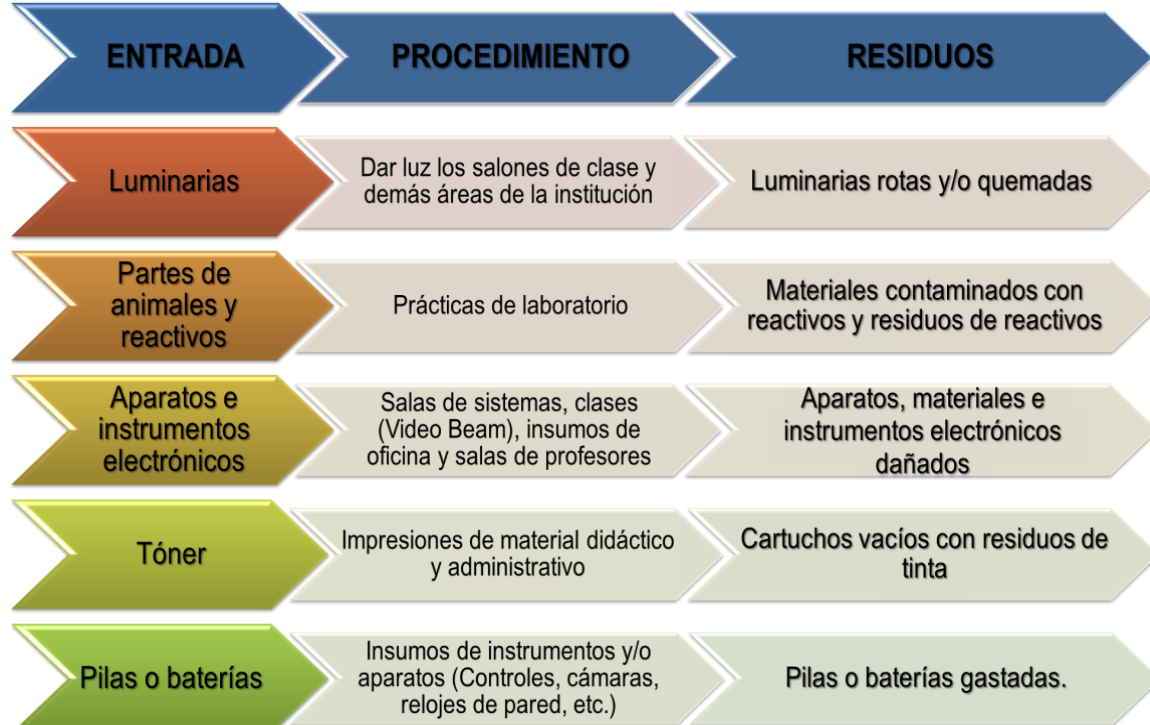 ENTRADA
PROCEDIMIENTO
RESIDUOS
Luminarias
Dar luz los salones de clase y
demás áreas de la institución
Luminarias rotas y/o quemadas
Partes de
animales y
reactivos
Prácticas de laboratorio
Materiales contaminados con
reactivos y residuos de reactivos
Aparatos e
instrumentos
electrónicos
Salas de sistemas, clases
(Video Beam), insumos de
oficina y salas de profesores
Aparatos, materiales e
instrumentos electrónicos
dañados
Tóner
Impresiones de material didáctico
y administrativo
Cartuchos vacíos con residuos de
tinta
Pilas o baterías
Insumos de instrumentos y/o
aparatos (Controles, cámaras,
relojes de pared, etc.)
Pilas o baterías gastadas.